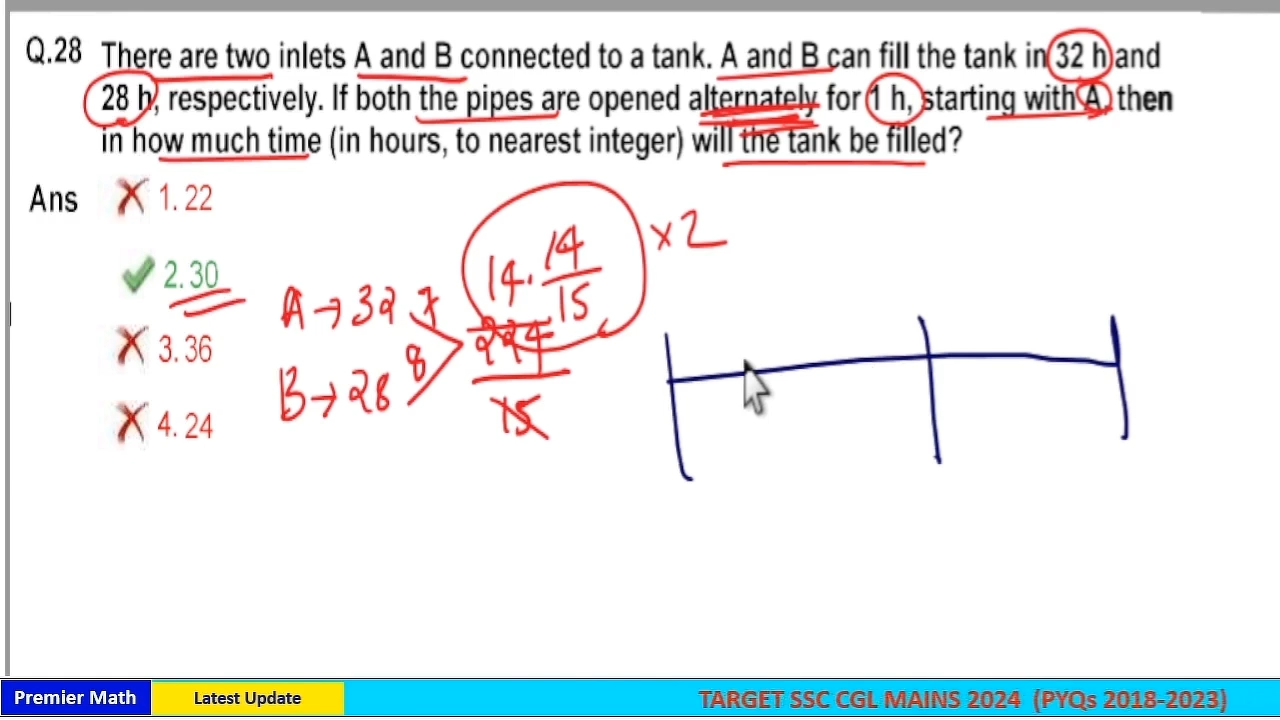 Q.28 There are two inlets A and B connected to a tank. A and B can fill the tank in 32 h and
28 h, respectively. If both the pipes are opened alternately for 1 h, starting with A, then
in how much time (in hours, to nearest integer) will the tank be filled?
Ans 1. 22
2. 30
3. 36
4. 24
14. 14/15 ×2
A → 32 7
B → 28 8
224/15
Premier Math
Latest Update
TARGET SSC CGL MAINS 2024 (PYQs 2018-2023)